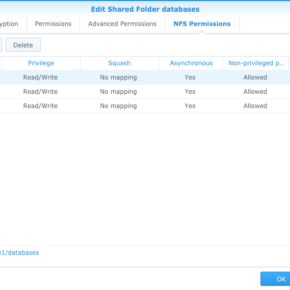 Edit Shared Folder databases
yption Permissions Advanced Permissions NFS Permissions
Delete
Privilege Squash Asynchronous Non-privileged p...
Read/Write No mapping Yes Allowed
Read/Write No mapping Yes Allowed
Read/Write No mapping Yes Allowed
e1/databases
OK